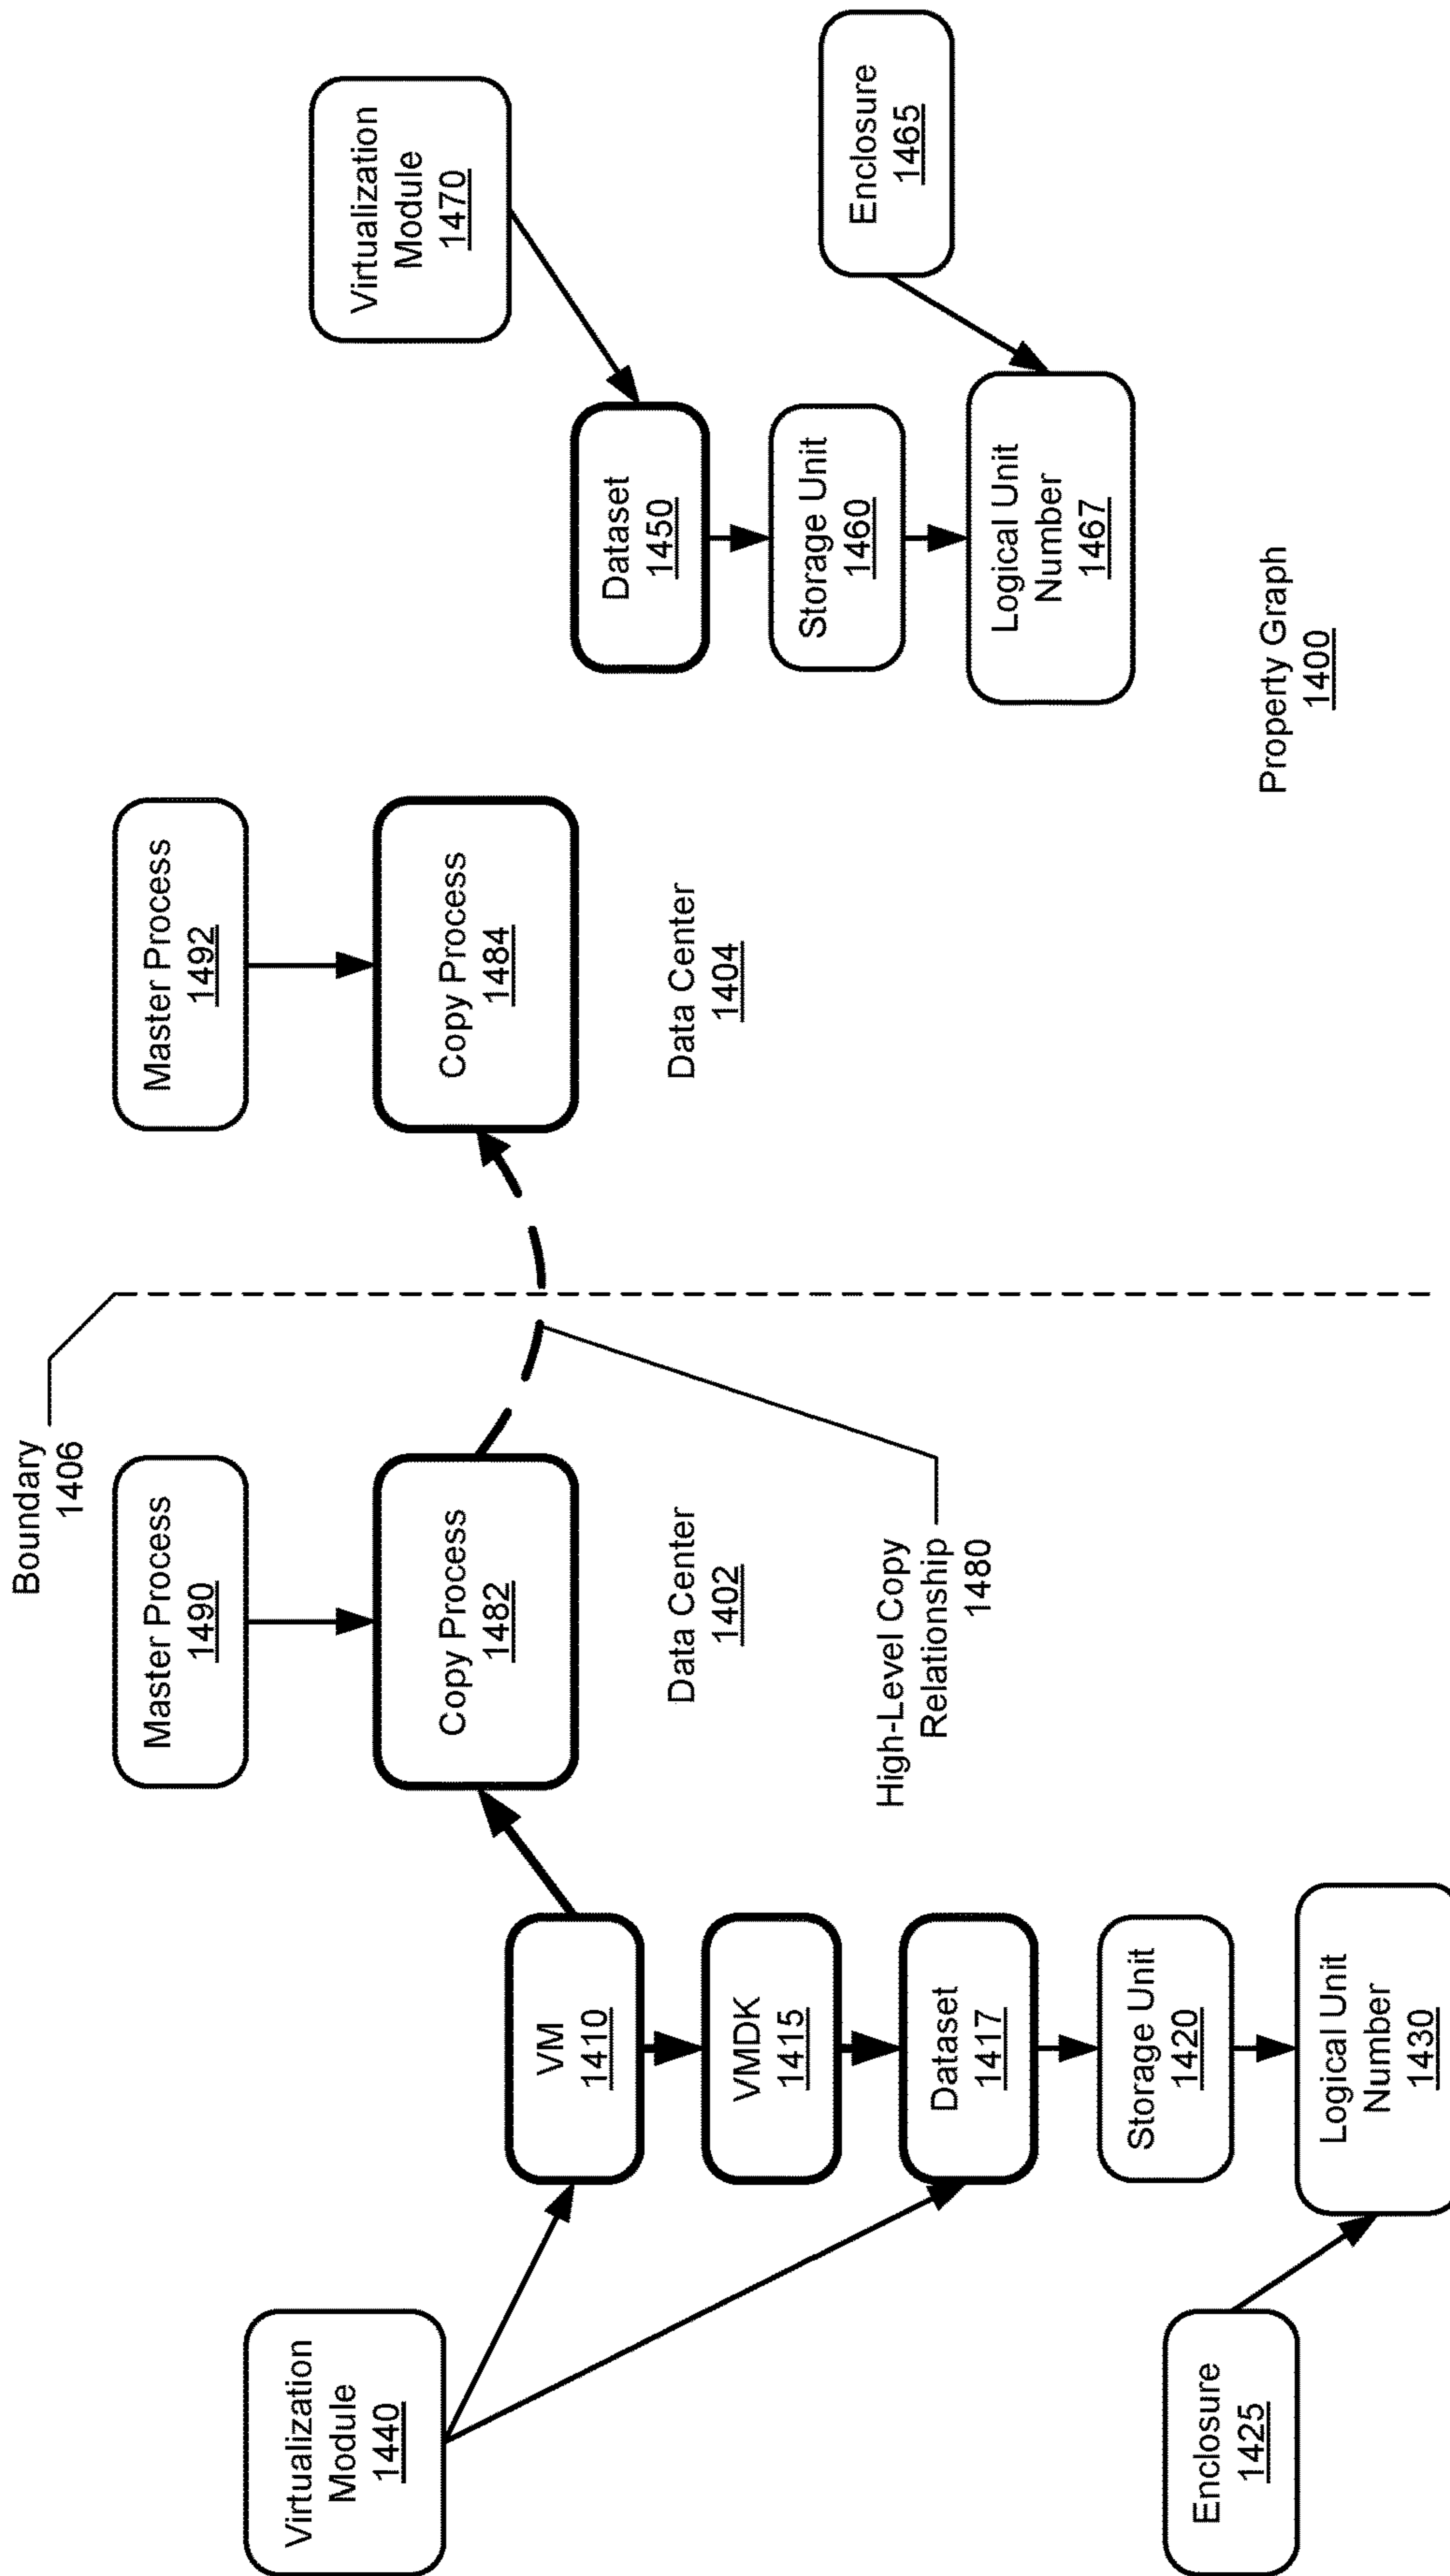 Boundary
1406
Master Process
1490
Master Process
1492
Virtualization
Module
1440
Copy Process
1482
Copy Process
1484
Virtualization
Module
1470
VM
1410
VMDK
1415
Dataset
1417
Storage Unit
1420
Logical Unit
Number
1430
Enclosure
1425
Data Center
1402
High-Level Copy
Relationship
1480
Data Center
1404
Dataset
1450
Storage Unit
1460
Logical Unit
Number
1467
Enclosure
1465
Property Graph
1400